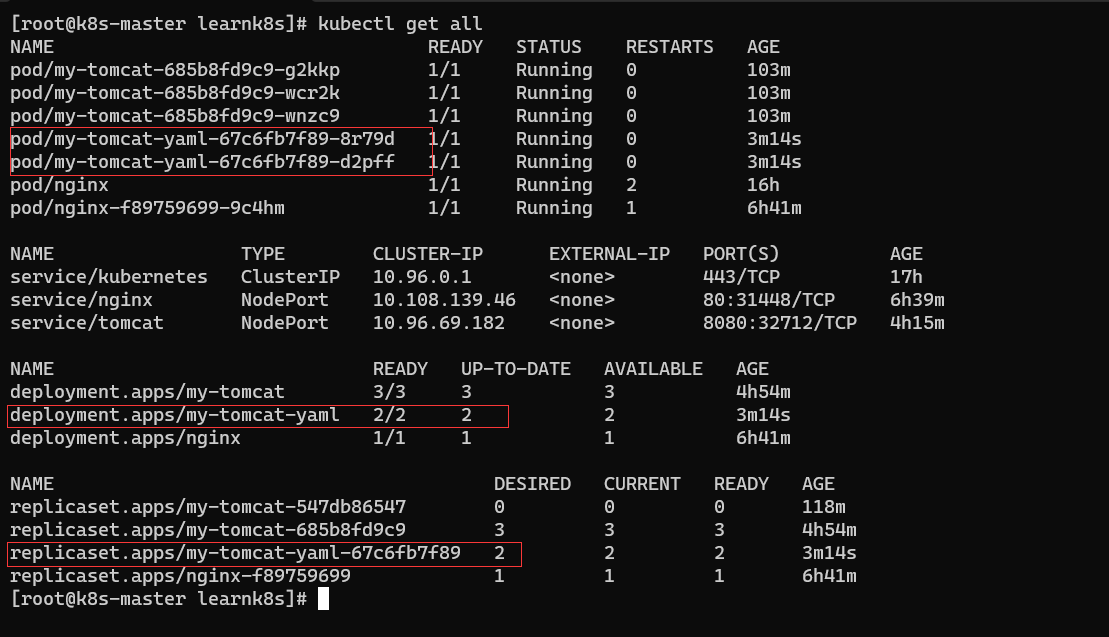 [root@k8s-master learnk8s]# kubectl get all
NAME READY STATUS RESTARTS AGE
pod/my-tomcat-685b8fd9c9-g2kkp 1/1 Running 0 103m
pod/my-tomcat-685b8fd9c9-wcr2k 1/1 Running 0 103m
pod/my-tomcat-685b8fd9c9-wnzc9 1/1 Running 0 103m
pod/my-tomcat-yaml-67c6fb7f89-8r79d 1/1 Running 0 3m14s
pod/my-tomcat-yaml-67c6fb7f89-d2pff 1/1 Running 0 3m14s
pod/nginx 1/1 Running 2 16h
pod/nginx-f89759699-9c4hm 1/1 Running 1 6h41m
NAME TYPE CLUSTER-IP EXTERNAL-IP PORT(S) AGE
service/kubernetes ClusterIP 10.96.0.1 <none> 443/TCP 17h
service/nginx NodePort 10.108.139.46 <none> 80:31448/TCP 6h39m
service/tomcat NodePort 10.96.69.182 <none> 8080:32712/TCP 4h15m
NAME READY UP-TO-DATE AVAILABLE AGE
deployment.apps/my-tomcat 3/3 3 3 4h54m
deployment.apps/my-tomcat-yaml 2/2 2 2 3m14s
deployment.apps/nginx 1/1 1 1 6h41m
NAME DESIRED CURRENT READY AGE
replicaset.apps/my-tomcat-547db86547 0 0 0 118m
replicaset.apps/my-tomcat-685b8fd9c9 3 3 3 4h54m
replicaset.apps/my-tomcat-yaml-67c6fb7f89 2 2 2 3m14s
replicaset.apps/nginx-f89759699 1 1 1 6h41m
[root@k8s-master learnk8s]#